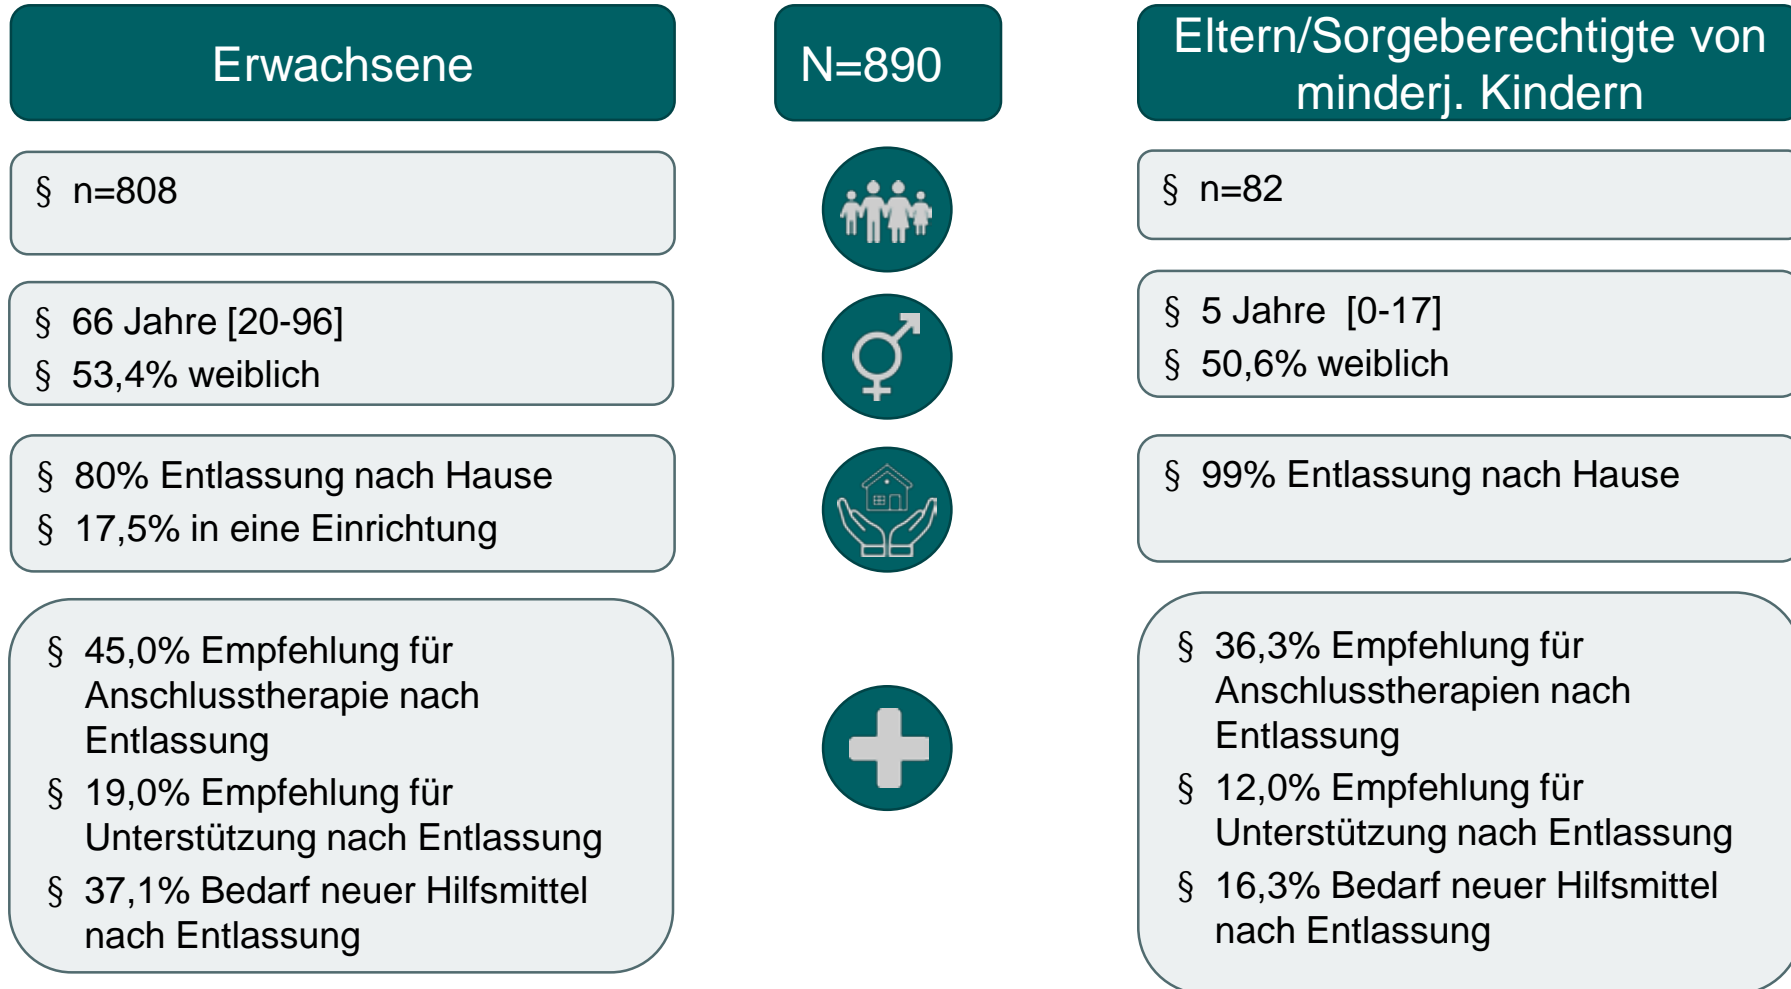 Erwachsene
§ n=808
§ 66 Jahre [20-96]
§ 53,4% weiblich
§ 80% Entlassung nach Hause
§ 17,5% in eine Einrichtung
§ 45,0% Empfehlung für
Anschlusstherapie nach
Entlassung
§ 19,0% Empfehlung für
Unterstützung nach Entlassung
§ 37,1% Bedarf neuer Hilfsmittel
nach Entlassung
N=890
Eltern/Sorgeberechtigte von
minderj. Kindern
§ n=82
§ 5 Jahre [0-17]
§ 50,6% weiblich
§ 99% Entlassung nach Hause
§ 36,3% Empfehlung für
Anschlusstherapien nach
Entlassung
§ 12,0% Empfehlung für
Unterstützung nach Entlassung
§ 16,3% Bedarf neuer Hilfsmittel
nach Entlassung